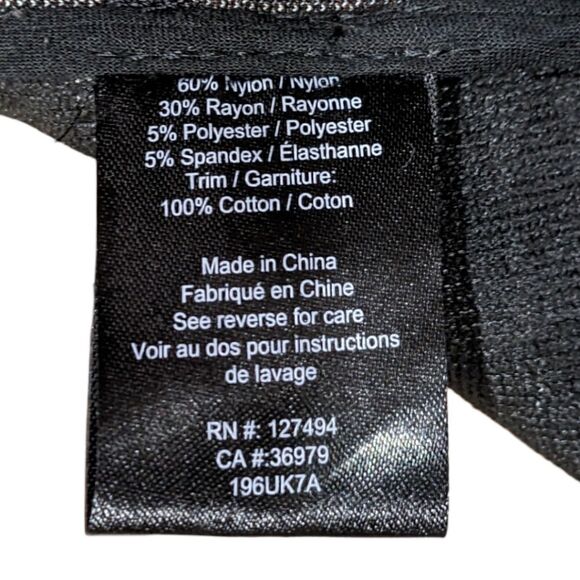 60% Nylon / Nylon
30% Rayon / Rayonne
5% Polyester / Polyester
5% Spandex / Élasthanne
Trim / Garniture:
100% Cotton / Coton
Made in China
Fabriqué en Chine
See reverse for care
Voir au dos pour instructions
de lavage
RN #: 127494
CA #:36979
196UK7A